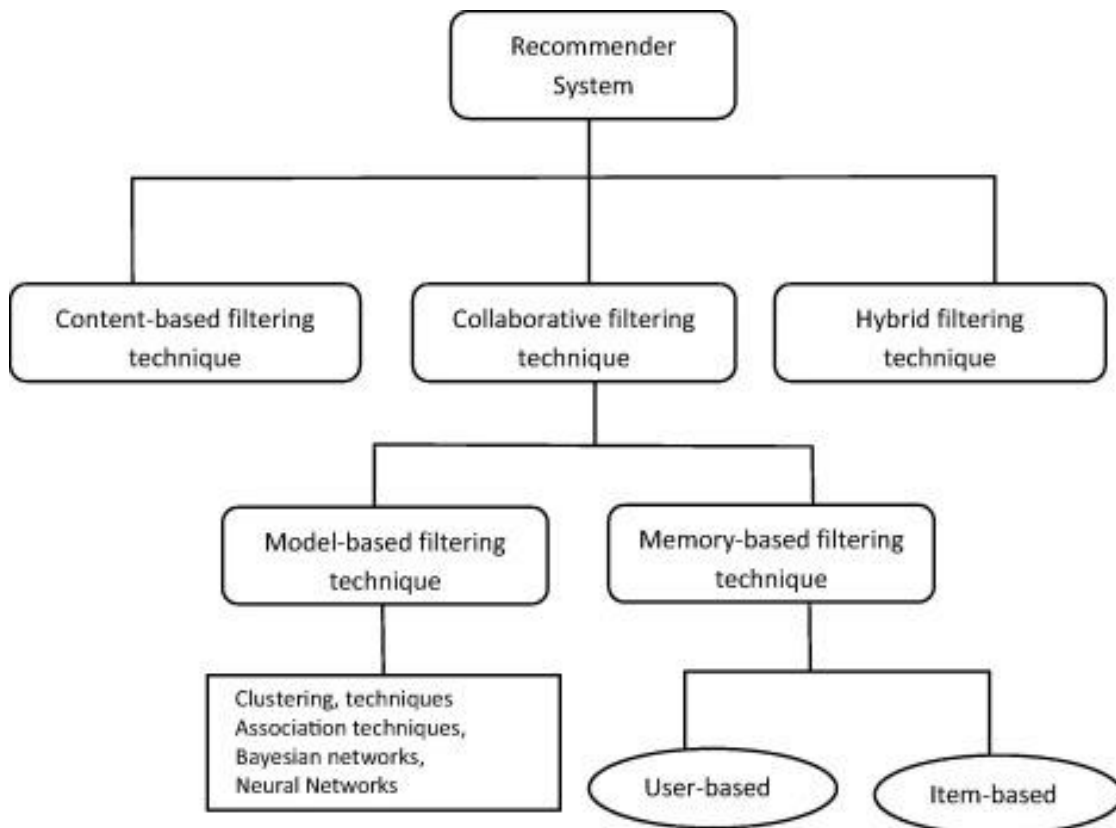 Recommender
System
Content-based filtering
technique
Collaborative filtering
technique
Hybrid filtering
technique
Model-based filtering
technique
Memory-based filtering
technique
Clustering, techniques
Association techniques,
Bayesian networks,
Neural Networks
User-based
Item-based